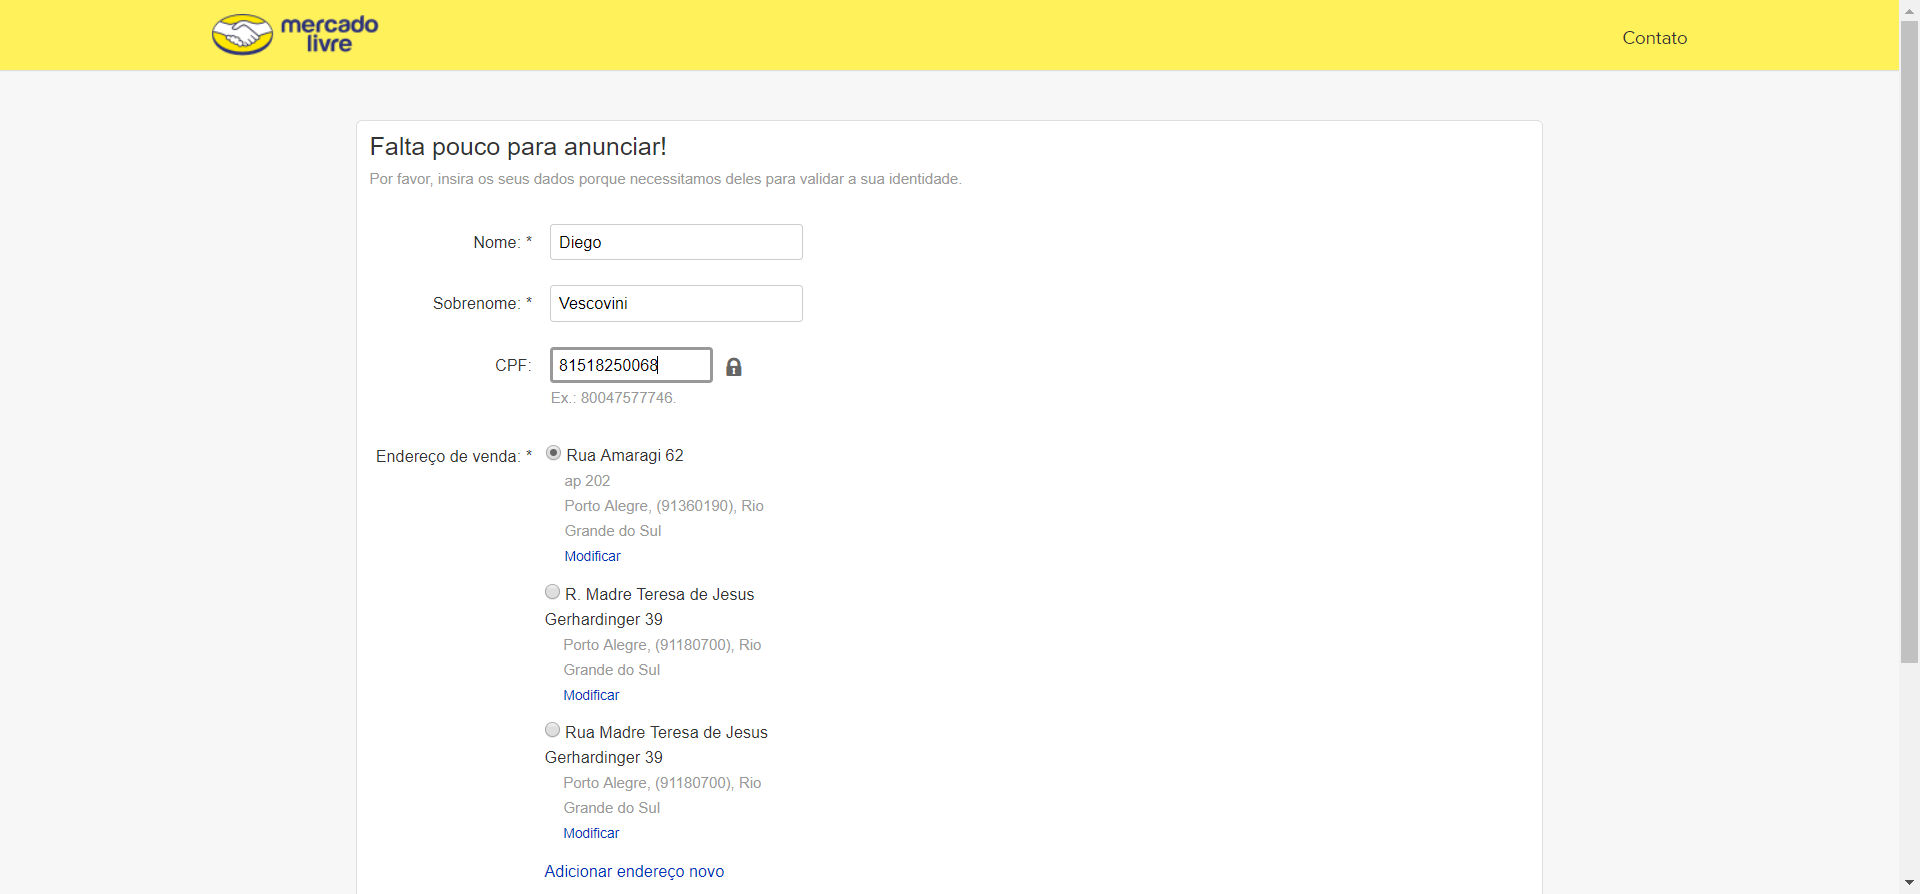 mercado
livre
Contato
Falta pouco para anunciar!
Por favor, insira os seus dados porque necessitamos deles para validar a sua identidade.
Nome: * Diego
Sobrenome: * Vescovini
CPF: 81518250068
Ex.: 80047577746.
Endereço de venda: * Rua Amaragi 62
ap 202
Porto Alegre, (91360190), Rio
Grande do Sul
Modificar
R. Madre Teresa de Jesus
Gerhardinger 39
Porto Alegre, (91180700), Rio
Grande do Sul
Modificar
Rua Madre Teresa de Jesus
Gerhardinger 39
Porto Alegre, (91180700), Rio
Grande do Sul
Modificar
Adicionar endereço novo